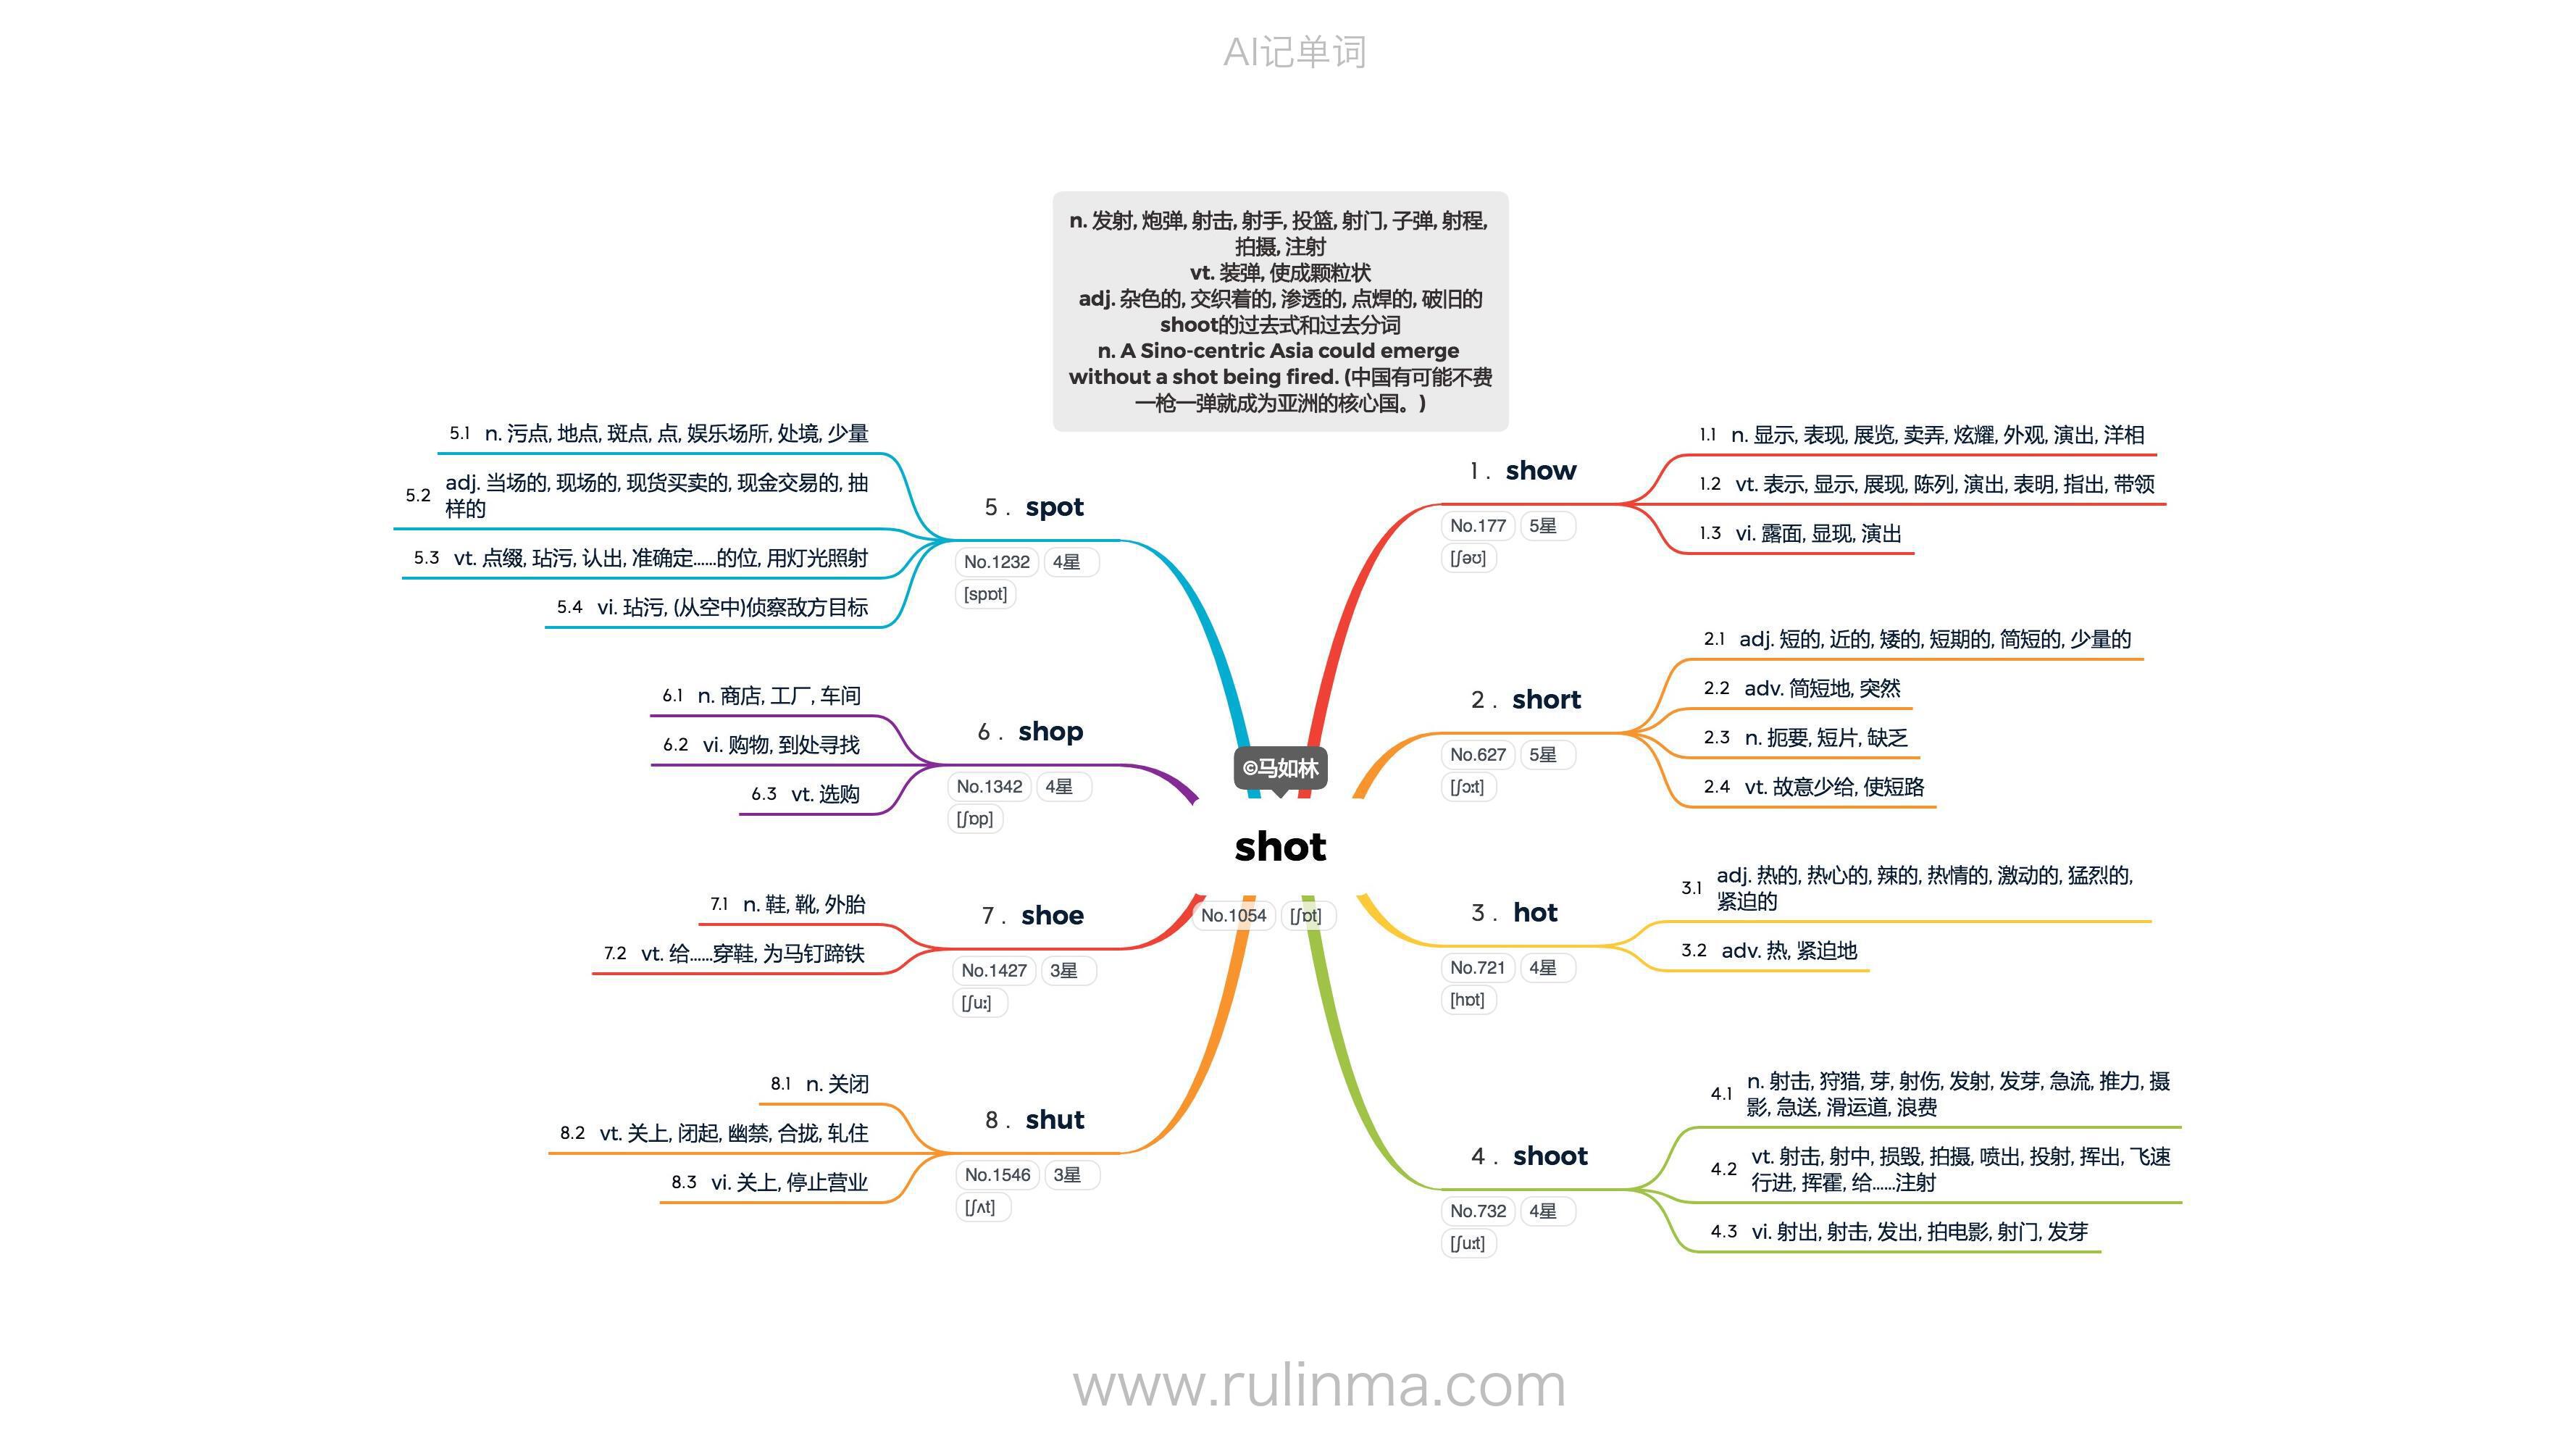 AI记单词
n. 发射, 炮弹, 射击, 射手, 投篮, 射门, 子弹, 射程,
拍摄, 注射
vt. 装弹, 使成颗粒状
adj. 杂色的, 交织着的, 渗透的, 点焊的, 破旧的
shoot的过去式和过去分词
n. A Sino-centric Asia could emerge
without a shot being fired. (中国有可能不费
一枪一弹就成为亚洲的核心国。)
©马如林
shot
No.1054 [ʃɒt]
1. show
No.177 5星
[ʃəʊ]
1.1 n. 显示, 表现, 展览, 卖弄, 炫耀, 外观, 演出, 洋相
1.2 vt. 表示, 显示, 展现, 陈列, 演出, 表明, 指出, 带领
1.3 vi. 露面, 显现, 演出
2. short
No.627 5星
[ʃɔːt]
2.1 adj. 短的, 近的, 矮的, 短期的, 简短的, 少量的
2.2 adv. 简短地, 突然
2.3 n. 扼要, 短片, 缺乏
2.4 vt. 故意少给, 使短路
3. hot
No.721 4星
[hɒt]
3.1 adj. 热的, 热心的, 辣的, 热情的, 激动的, 猛烈的,
紧迫的
3.2 adv. 热, 紧迫地
4. shoot
No.732 4星
[ʃuːt]
4.1 n. 射击, 狩猎, 芽, 射伤, 发射, 发芽, 急流, 推力, 摄
影, 急送, 滑运道, 浪费
4.2 vt. 射击, 射中, 损毁, 拍摄, 喷出, 投射, 挥出, 飞速
行进, 挥霍, 给......注射
4.3 vi. 射出, 射击, 发出, 拍电影, 射门, 发芽
5. spot
No.1232 4星
[spɒt]
5.1 n. 污点, 地点, 斑点, 点, 娱乐场所, 处境, 少量
5.2 adj. 当场的, 现场的, 现货买卖的, 现金交易的, 抽
样的
5.3 vt. 点缀, 玷污, 认出, 准确定......的位, 用灯光照射
5.4 vi. 玷污, (从空中)侦察敌方目标
6. shop
No.1342 4星
[ʃɒp]
6.1 n. 商店, 工厂, 车间
6.2 vi. 购物, 到处寻找
6.3 vt. 选购
7. shoe
No.1427 3星
[ʃuː]
7.1 n. 鞋, 靴, 外胎
7.2 vt. 给......穿鞋, 为马钉蹄铁
8. shut
No.1546 3星
[ʃʌt]
8.1 n. 关闭
8.2 vt. 关上, 闭起, 幽禁, 合拢, 轧住
8.3 vi. 关上, 停止营业
www.rulinma.com